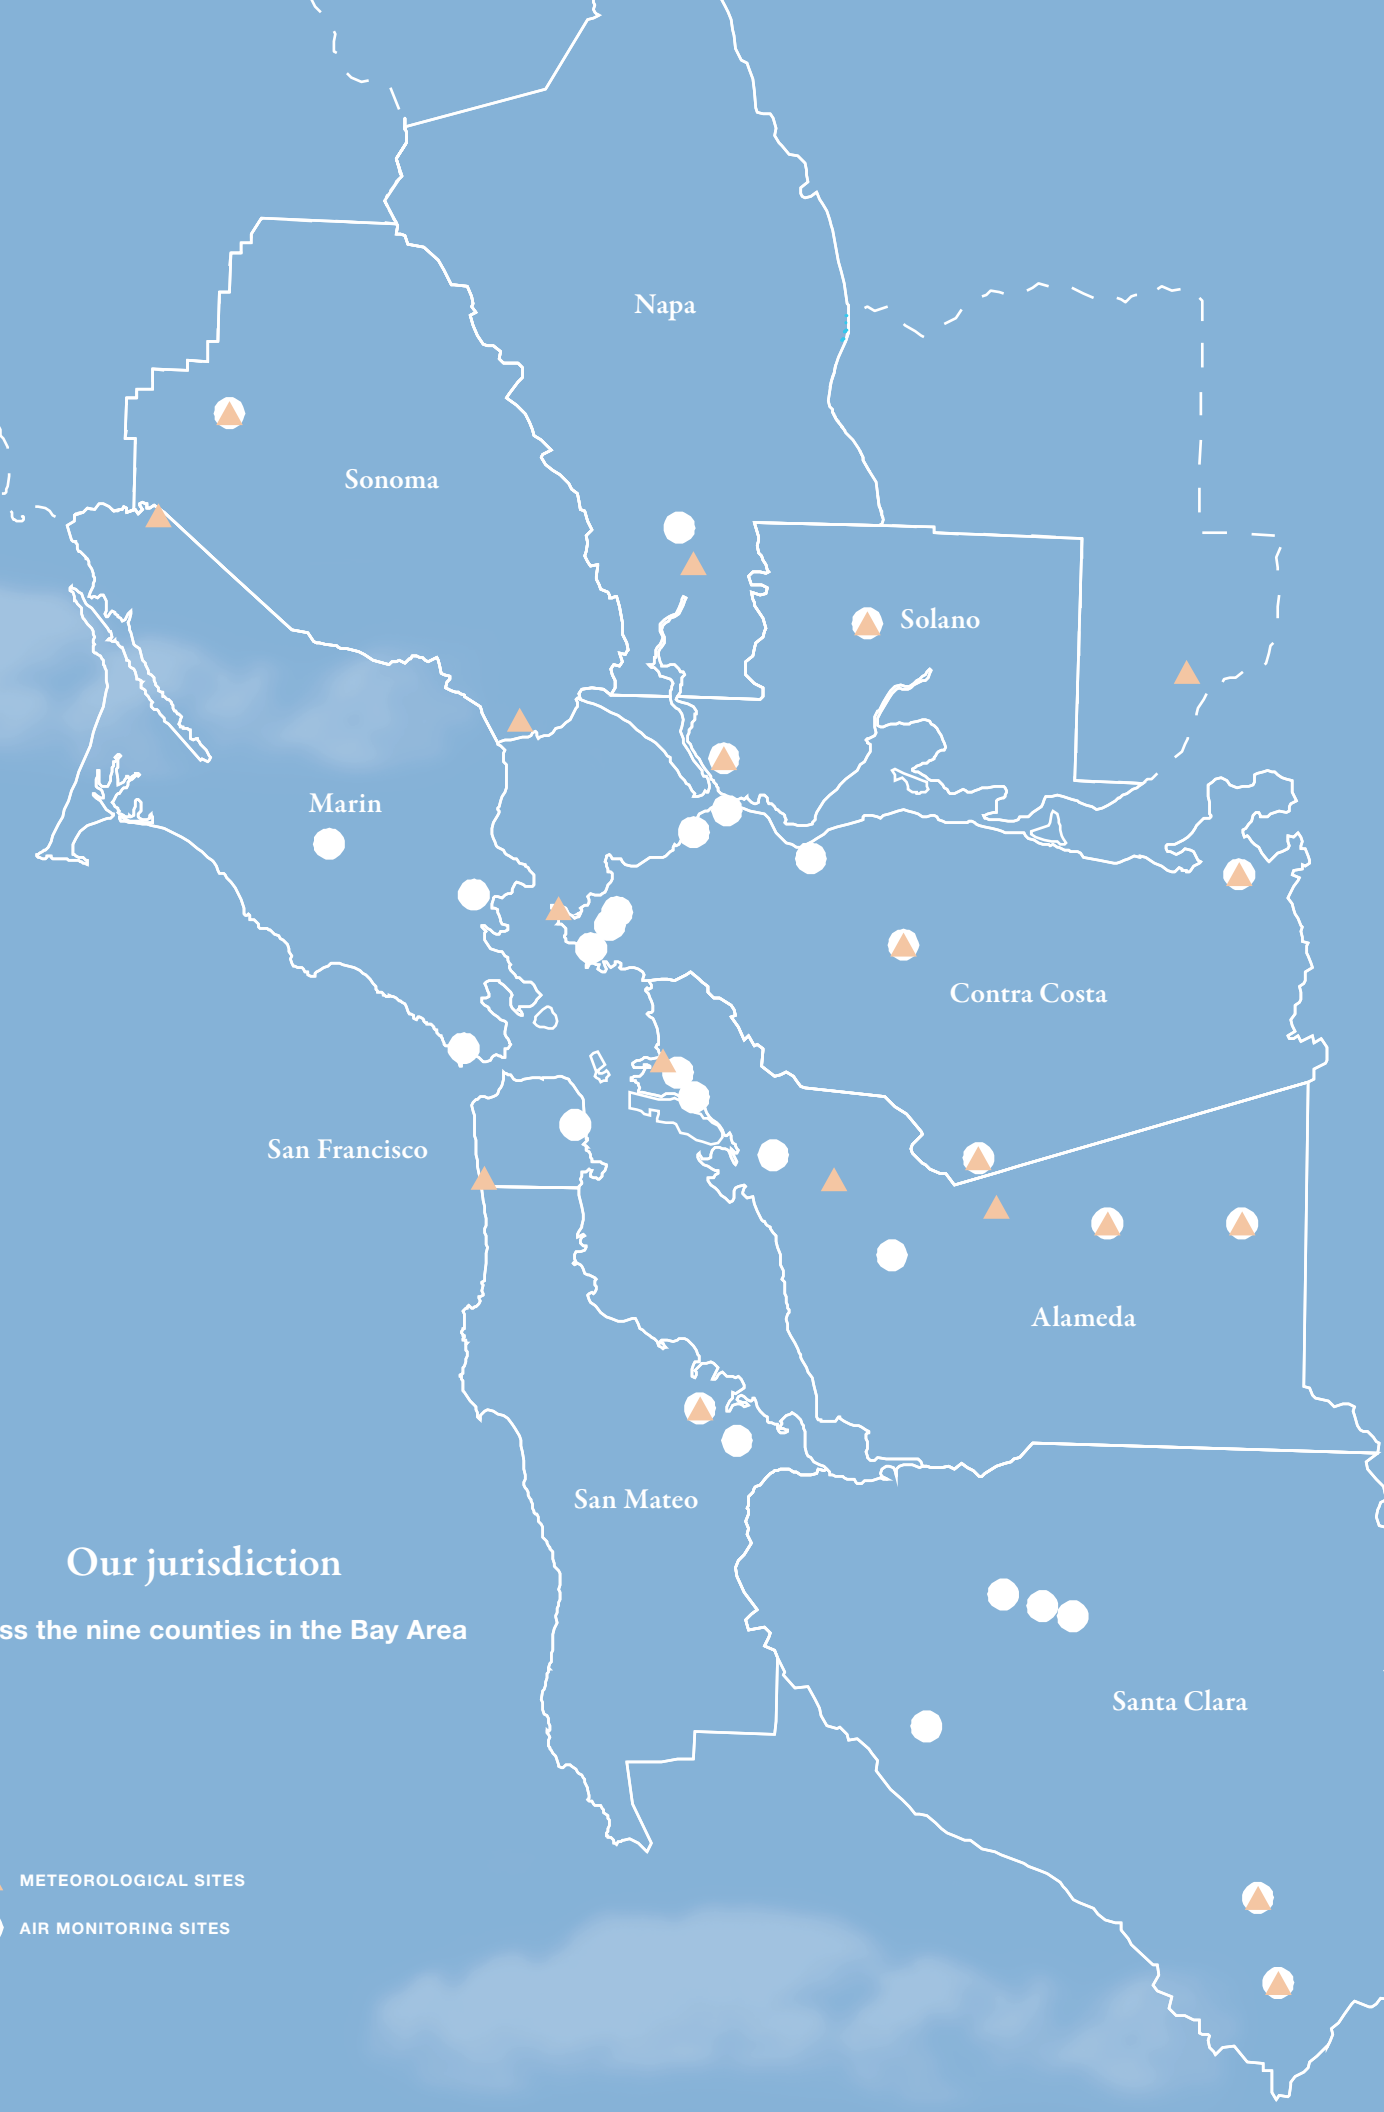 Napa
Sonoma
Solano
Marin
Contra Costa
San Francisco
Alameda
San Mateo
Our jurisdiction
ss the nine counties in the Bay Area
Santa Clara
METEOROLOGICAL SITES
AIR MONITORING SITES